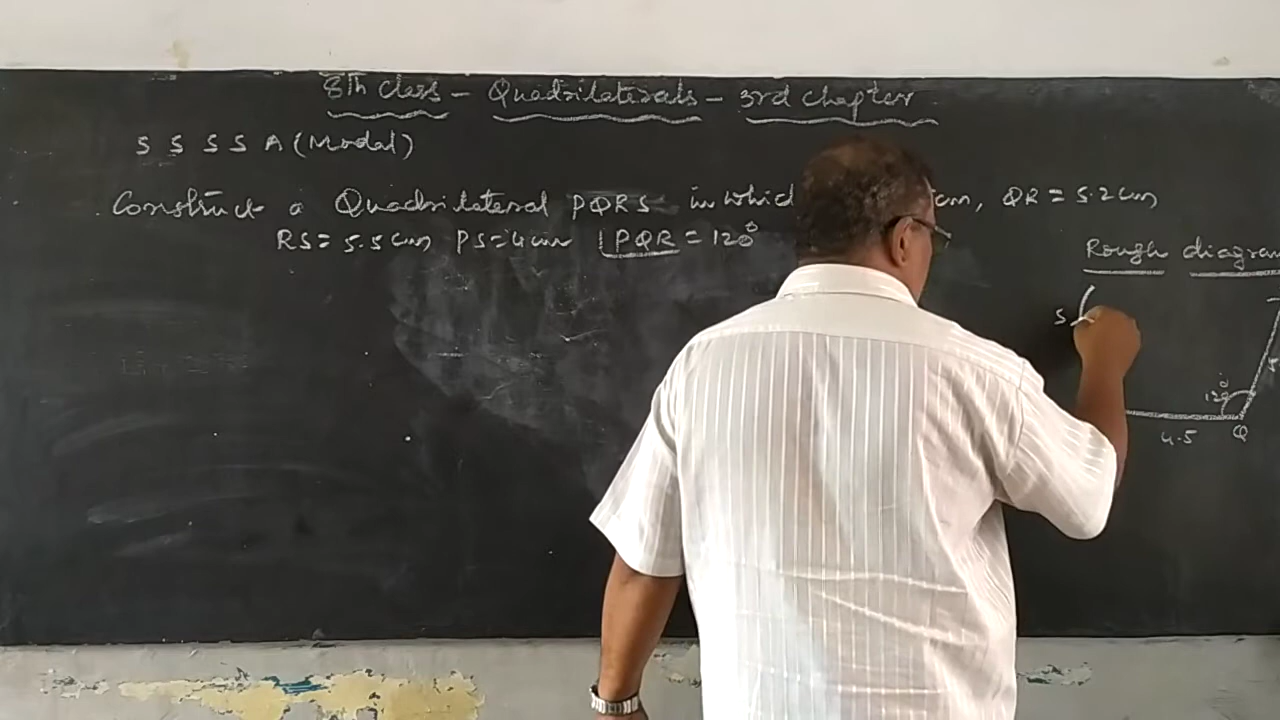 8Th class - Quadrilaterals - 3rd chapter
S S S S A (Modal)
Construct a Quadrilateral PQRS in which cm, QR = 5.2 cm
RS = 5.5 cm PS = 4 cm ∠PQR = 120°
Rough diagram
S
120°
4.5 Q